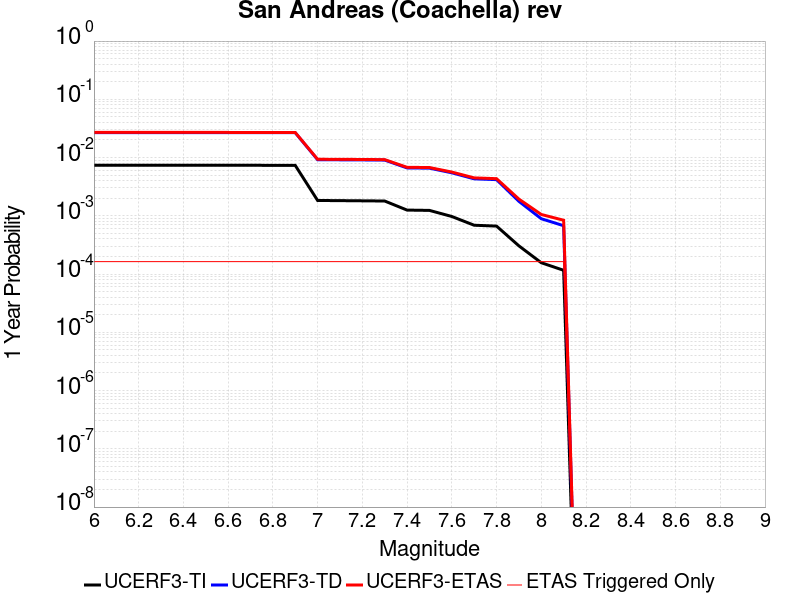 San Andreas (Coachella) rev
10^0
10^-1
10^-2
10^-3
10^-4
10^-5
10^-6
10^-7
10^-8
1 Year Probability
6 6.2 6.4 6.6 6.8 7 7.2 7.4 7.6 7.8 8 8.2 8.4 8.6 8.8 9
Magnitude
UCERF3-TI UCERF3-TD UCERF3-ETAS ETAS Triggered Only